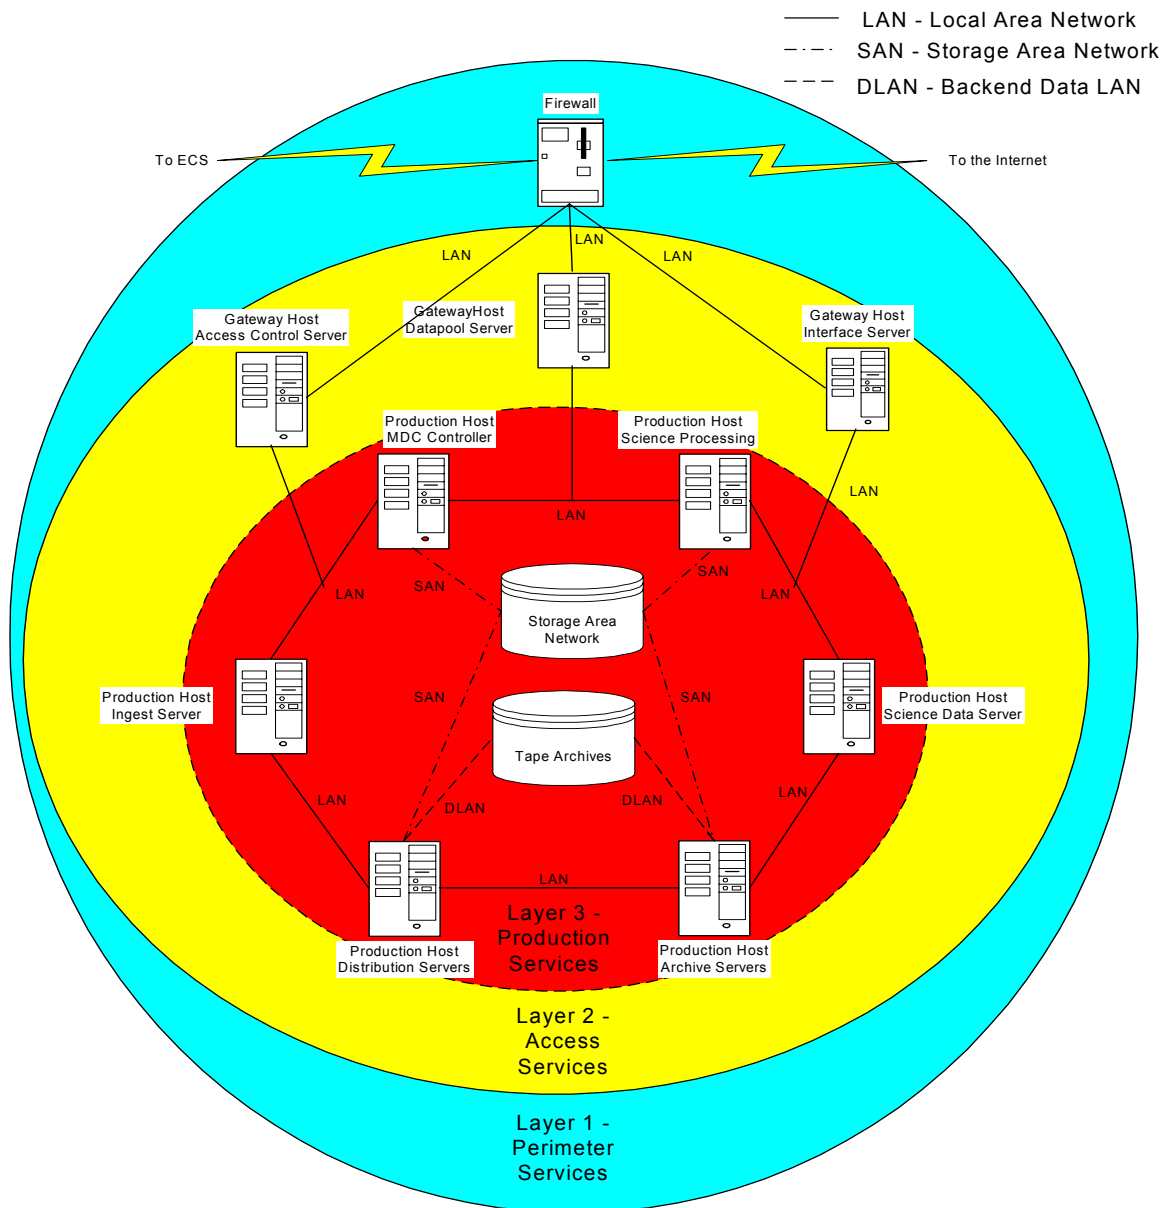 LAN - Local Area Network
SAN - Storage Area Network
DLAN - Backend Data LAN
Firewall
To ECS
To the Internet
LAN
LAN
LAN
Gateway Host
Access Control Server
GatewayHost
Datapool Server
Gateway Host
Interface Server
Production Host
MDC Controller
Production Host
Science Processing
LAN
LAN
SAN
SAN
LAN
LAN
Storage Area
Network
SAN
SAN
Production Host
Ingest Server
Production Host
Science Data Server
Tape Archives
LAN
DLAN
DLAN
LAN
LAN
Layer 3 -
Production
Services
Production Host
Distribution Servers
Production Host
Archive Servers
Layer 2 -
Access
Services
Layer 1 -
Perimeter
Services